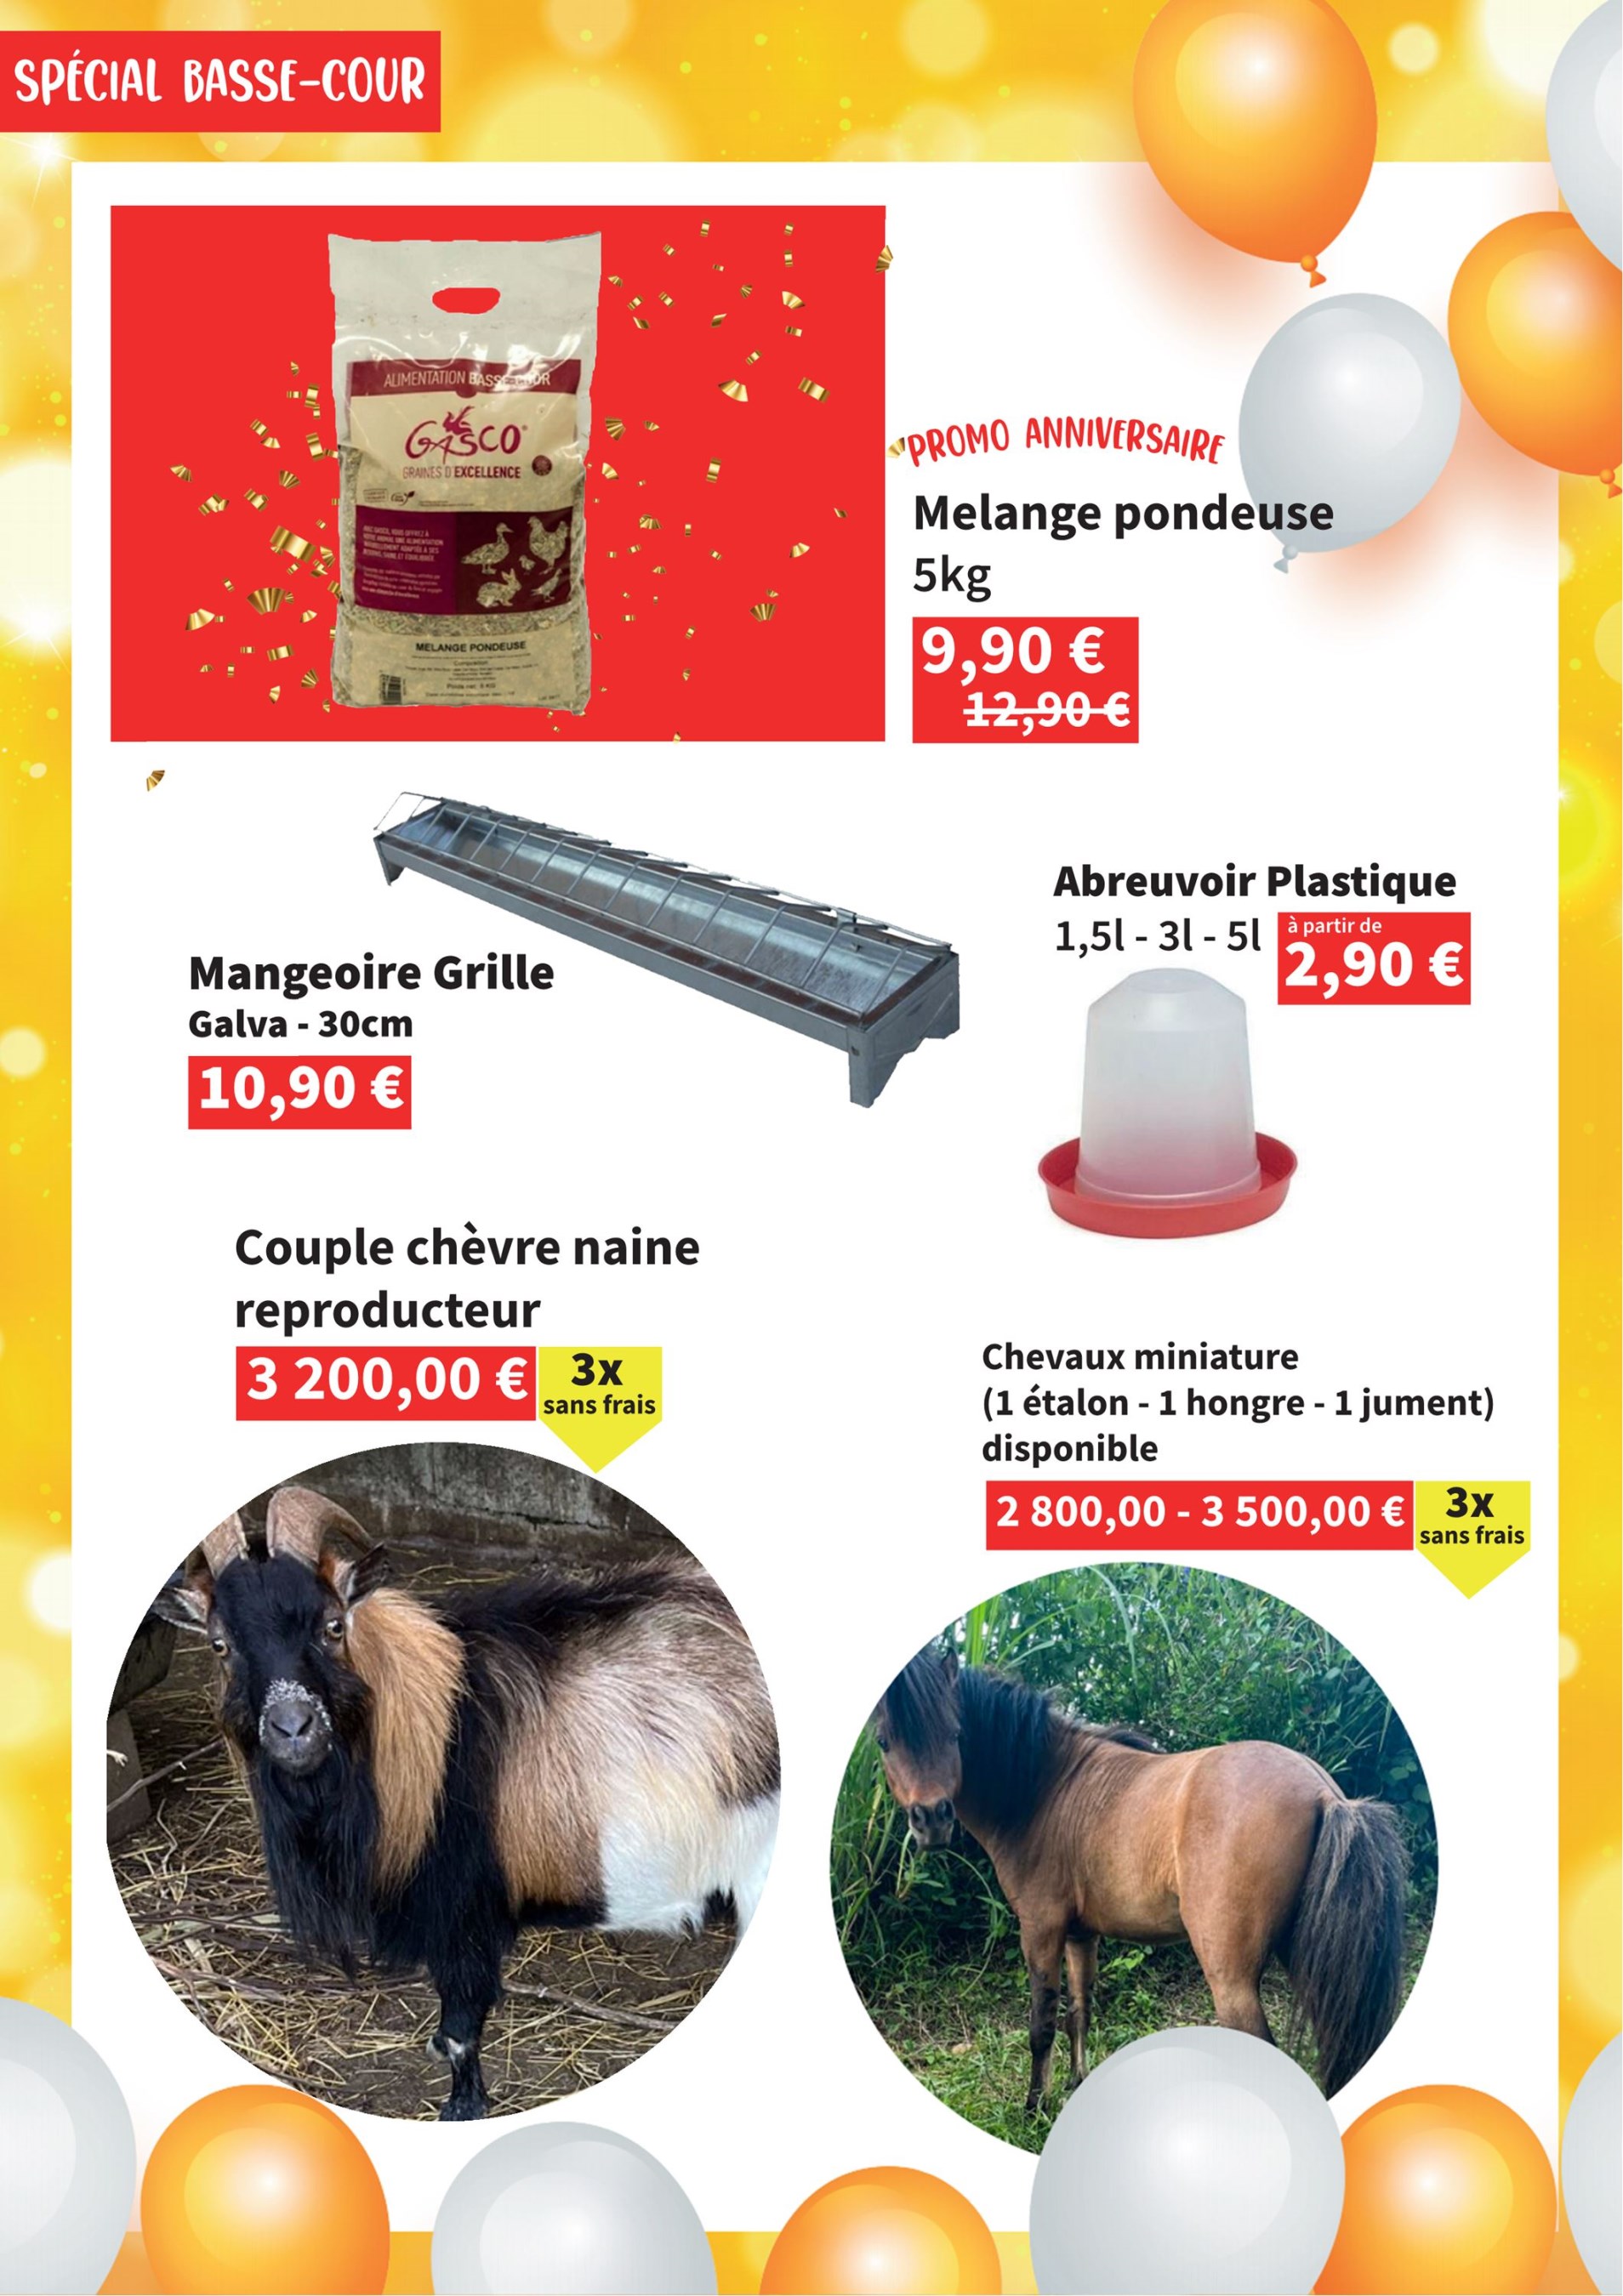 SPÉCIAL BASSE-COUR
ALIMENTATION BASSE-COUR
GASCO
GRAINES D'EXCELLENCE
MELANGE PONDEUSE
PROMO ANNIVERSAIRE
Melange pondeuse
5kg
9,90 €
12,90 €
Abreuvoir Plastique
1,5l - 3l - 5l
à partir de
2,90 €
Mangeoire Grille
Galva - 30cm
10,90 €
Couple chèvre naine
reproducteur
3 200,00 €
3x
sans frais
Chevaux miniature
(1 étalon - 1 hongre - 1 jument)
disponible
2 800,00 - 3 500,00 €
3x
sans frais